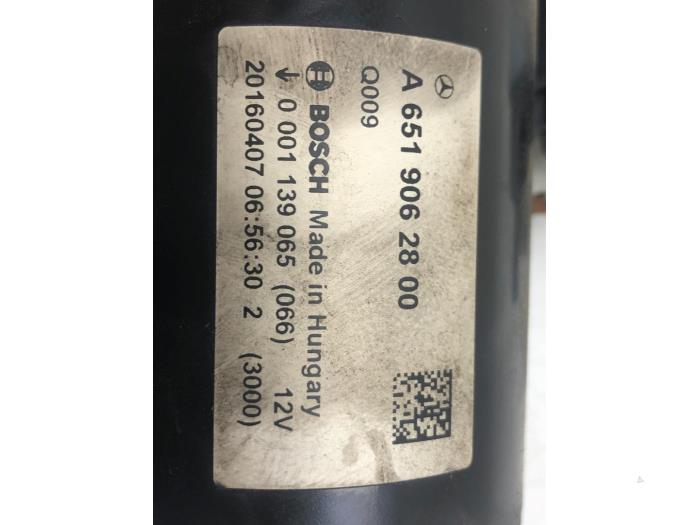 A 651 906 28 00
Q009
BOSCH Made in Hungary
0 001 139 065 (066) 12V
20160407 06:56:30 2 (3000)